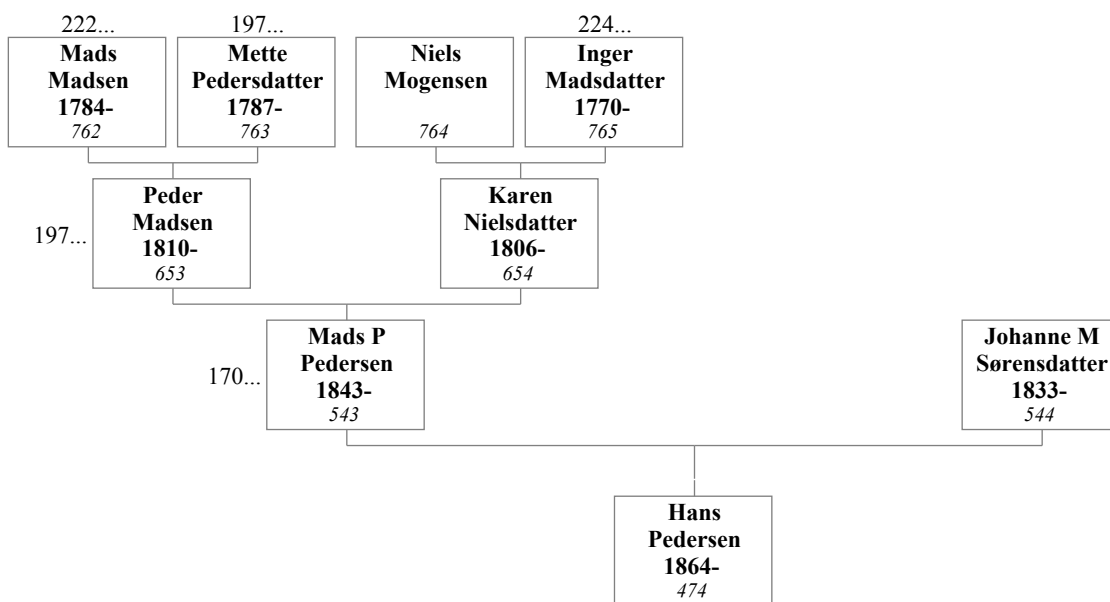 222...
197...
224...
Mads
Madsen
1784-
762
Mette
Pedersdatter
1787-
763
Niels
Mogensen
764
Inger
Madsdatter
1770-
765
197...
Peder
Madsen
1810-
653
Karen
Nielsdatter
1806-
654
170...
Mads P
Pedersen
1843-
543
Johanne M
Sørensdatter
1833-
544
Hans
Pedersen
1864-
474